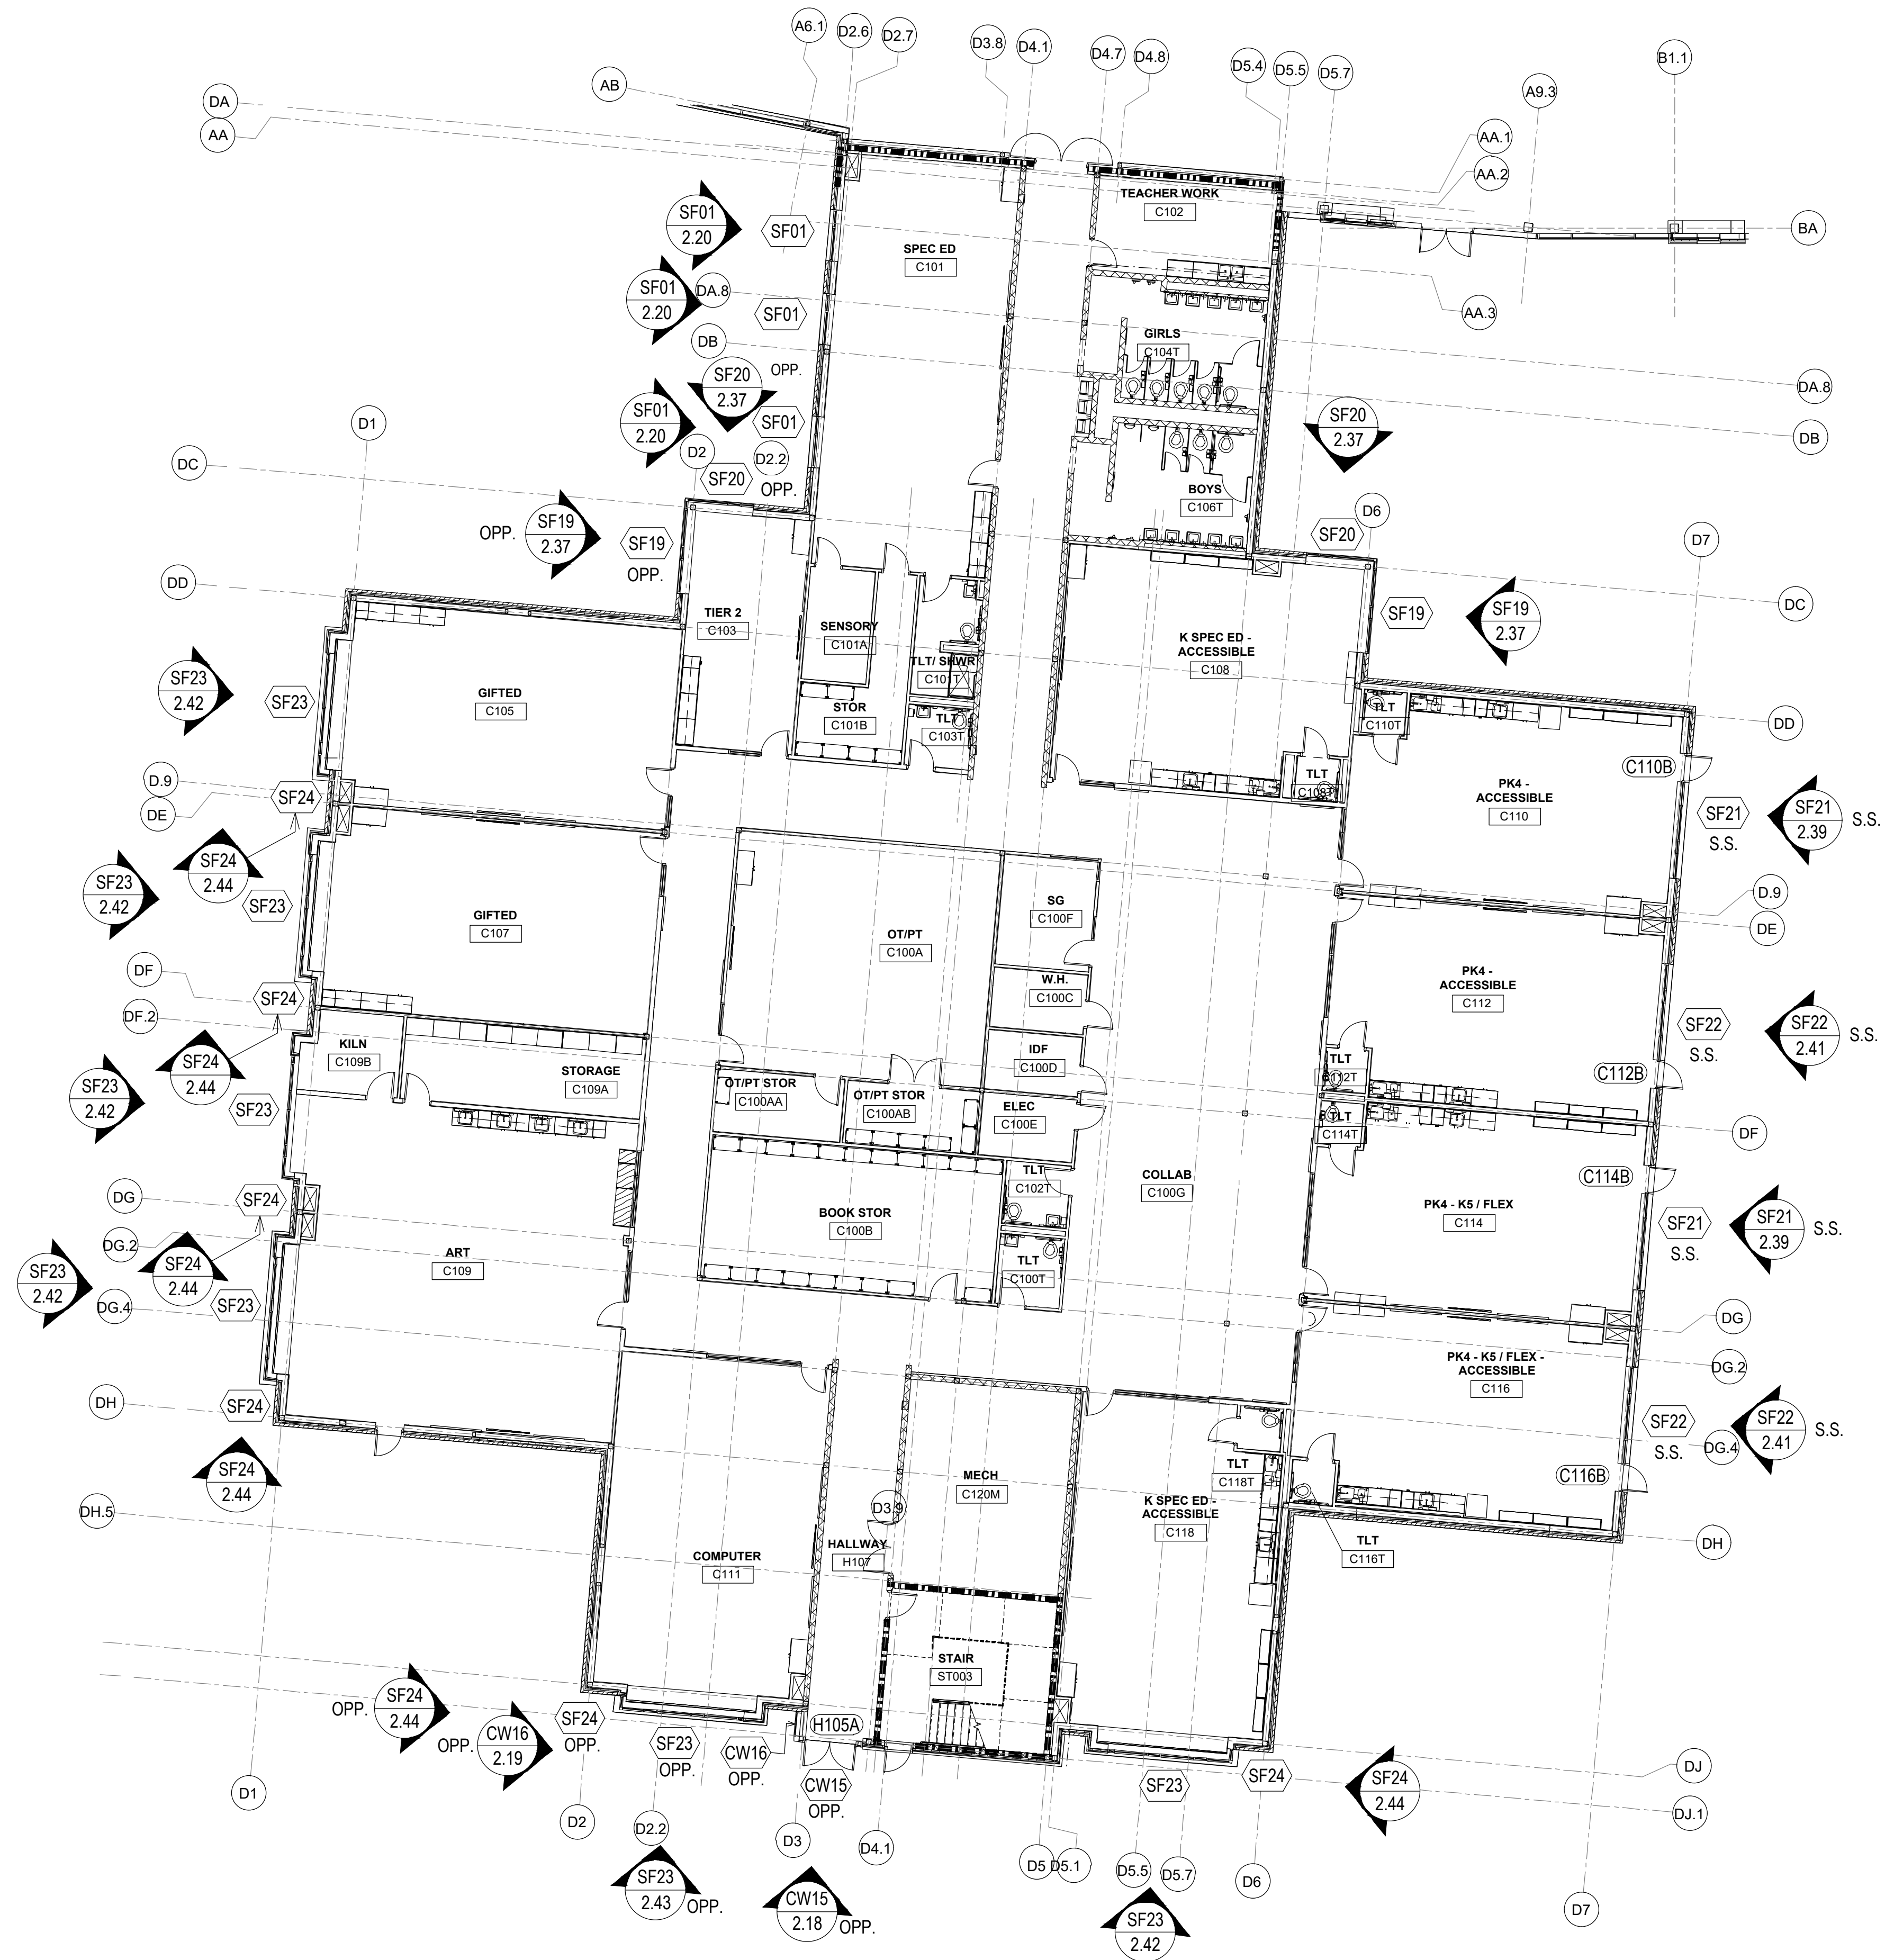 A6.1
D2.6
D2.7
D3.8
D4.1
D4.7
D4.8
D5.4
D5.5
D5.7
A9.3
B1.1
DA
AA
AB
AA.1
AA.2
BA
AA.3
DA.8
DB
SF01
2.20
SF01
TEACHER WORK
C102
SPEC ED
C101
SF01
2.20
DA.8
SF01
DB
GIRLS
C104T
SF20
2.37
OPP.
SF01
2.20
SF01
D1
D2
D2.2
SF20
OPP.
SF20
2.37
DC
BOYS
C106T
OPP.
SF19
2.37
SF19
OPP.
SF20
D6
D7
DC
DD
TIER 2
C103
SENSORY
C101A
K SPEC ED -
ACCESSIBLE
C108
SF19
SF19
2.37
SF23
2.42
SF23
GIFTED
C105
TLT/ SHWR
C101T
STOR
C101B
TLT
C103T
TLT
C110T
DD
D.9
DE
SF24
TLT
C108T
C110B
PK4 -
ACCESSIBLE
C110
SF21
S.S.
SF21
2.39
S.S.
SF24
2.44
SF23
2.42
SF23
GIFTED
C107
OT/PT
C100A
SG
C100F
D.9
DE
DF
SF24
W.H.
C100C
PK4 -
ACCESSIBLE
C112
DF.2
SF24
2.44
KILN
C109B
STORAGE
C109A
IDF
C100D
TLT
C112T
SF22
S.S.
SF22
2.41
S.S.
C112B
SF23
2.42
SF23
OT/PT STOR
C100AA
OT/PT STOR
C100AB
ELEC
C100E
TLT
C114T
DF
DG
SF24
TLT
C102T
COLLAB
C100G
C114B
PK4 - K5 / FLEX
C114
BOOK STOR
C100B
SF21
S.S.
SF21
2.39
S.S.
DG.2
SF24
2.44
ART
C109
TLT
C100T
SF23
2.42
SF23
DG.4
DG
DG.2
PK4 - K5 / FLEX -
ACCESSIBLE
C116
DH
SF24
SF22
S.S.
SF22
2.41
S.S.
DG.4
SF24
2.44
MECH
C120M
TLT
C118T
C116B
DH.5
D3.9
K SPEC ED -
ACCESSIBLE
C118
HALLWAY
H107
TLT
C116T
DH
COMPUTER
C111
STAIR
ST003
OPP.
SF24
2.44
OPP.
CW16
2.19
SF24
OPP.
SF23
OPP.
CW16
OPP.
H105A
CW15
OPP.
SF23
SF24
SF24
2.44
DJ
DJ.1
D1
D2
D2.2
D3
D4.1
D5
D5.1
D5.5
D5.7
D6
D7
SF23
2.43
OPP.
CW15
2.18
OPP.
SF23
2.42